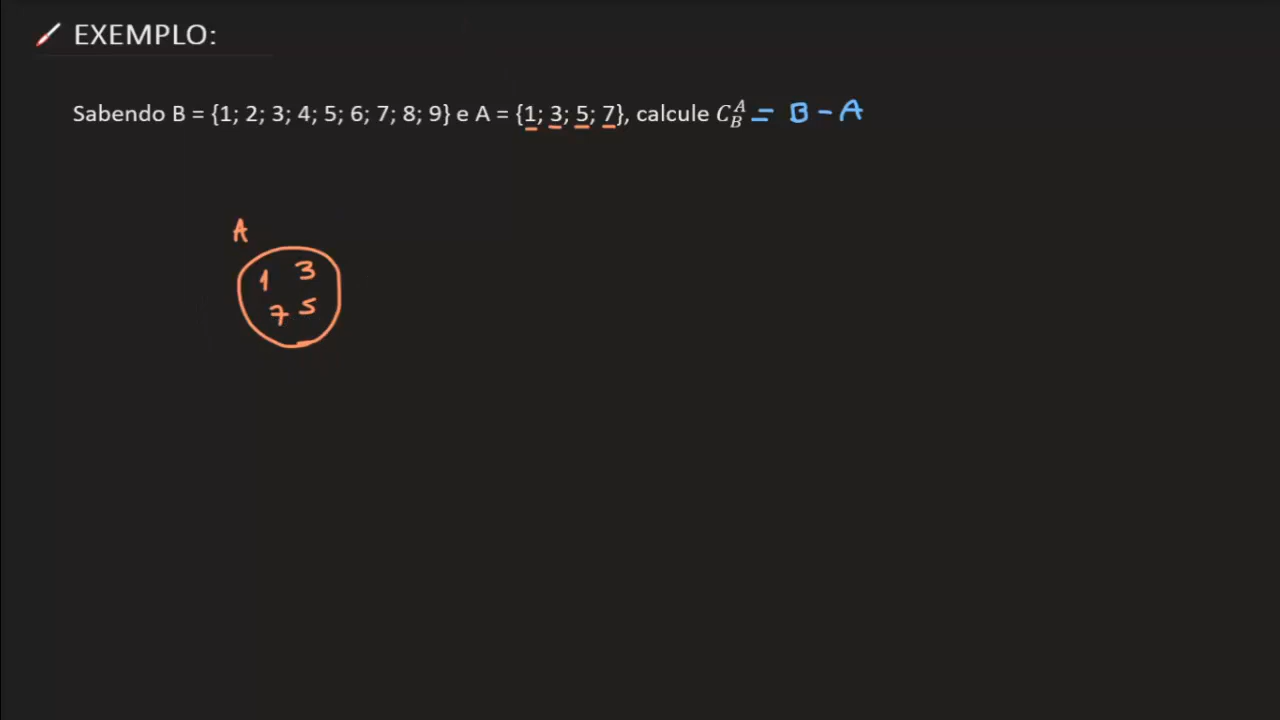 EXEMPLO:
Sabendo B = {1; 2; 3; 4; 5; 6; 7; 8; 9} e A = {1; 3; 5; 7}, calcule $C_B^A$ = B - A
A
1 3
7 5